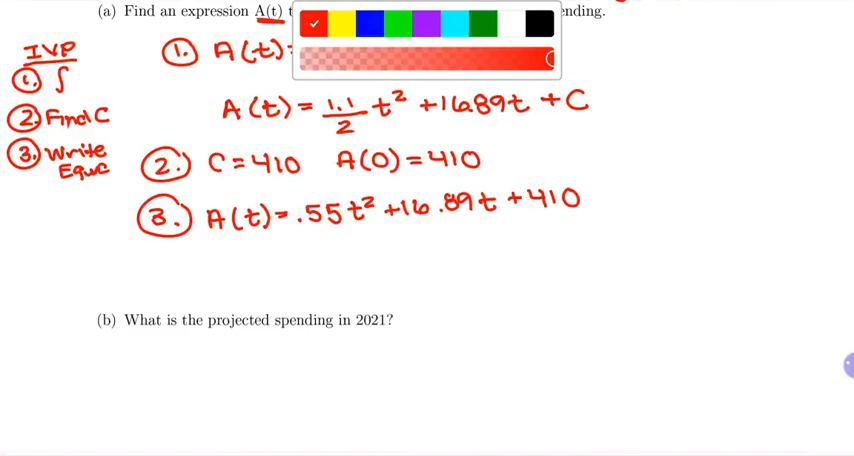 (a) Find an expression A(t) t ending.
IVP
1. ∫
2. Find C
3. Write
Equa
1. A(t)=
A(t) = 1.1/2 t² + 16.89t + C
2. C = 410 A(0) = 410
3. A(t) = .55t² + 16.89t + 410
(b) What is the projected spending in 2021?